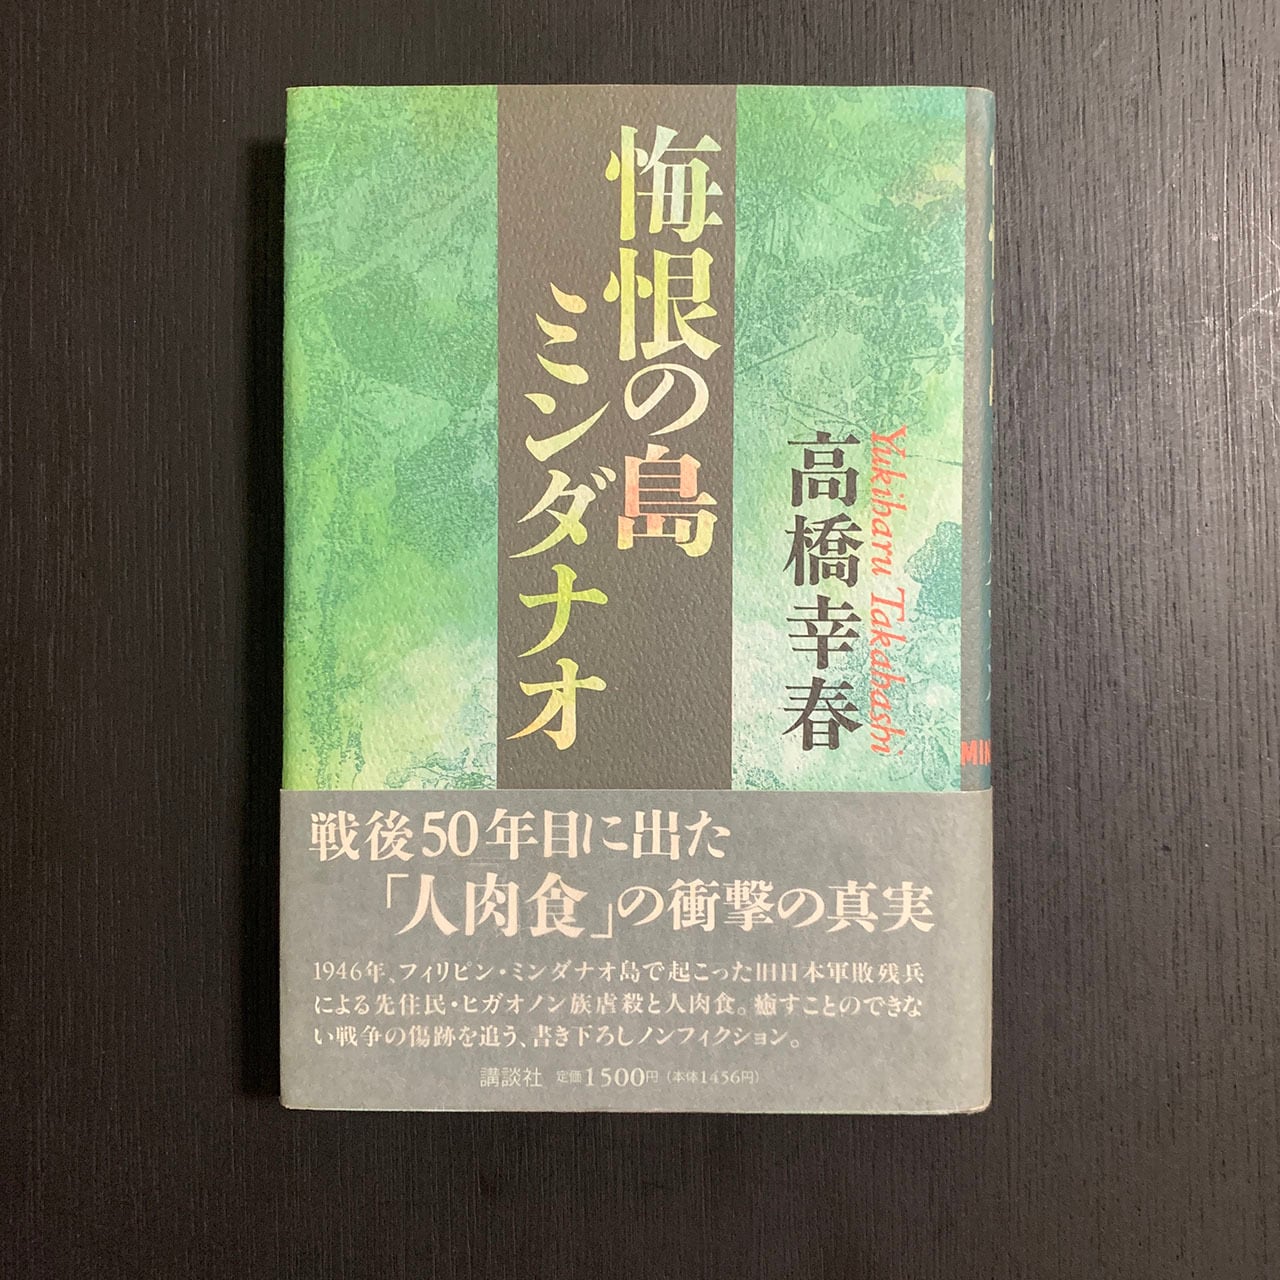 悔恨の島
ミンダナオ
高橋幸春
Yukiharu Takahashi
戦後50年目に出た
「人肉食」の衝撃の真実
1946年、フィリピン・ミンダナオ島で起こった旧日本軍敗残兵
による先住民・ヒガオノン族虐殺と人肉食。癒すことのできな
い戦争の傷跡を追う、書き下ろしノンフィクション。
講談社 定価1500円(本体1456円)
MIN